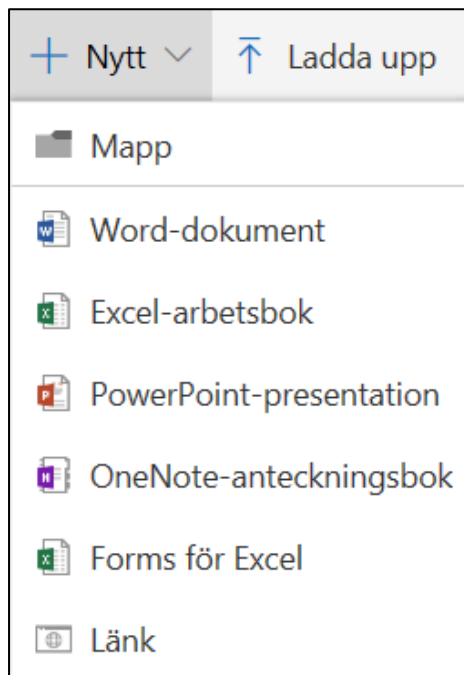 Nytt Ladda upp
Mapp
Word-dokument
Excel-arbetsbok
PowerPoint-presentation
OneNote-anteckningsbok
Forms för Excel
Länk